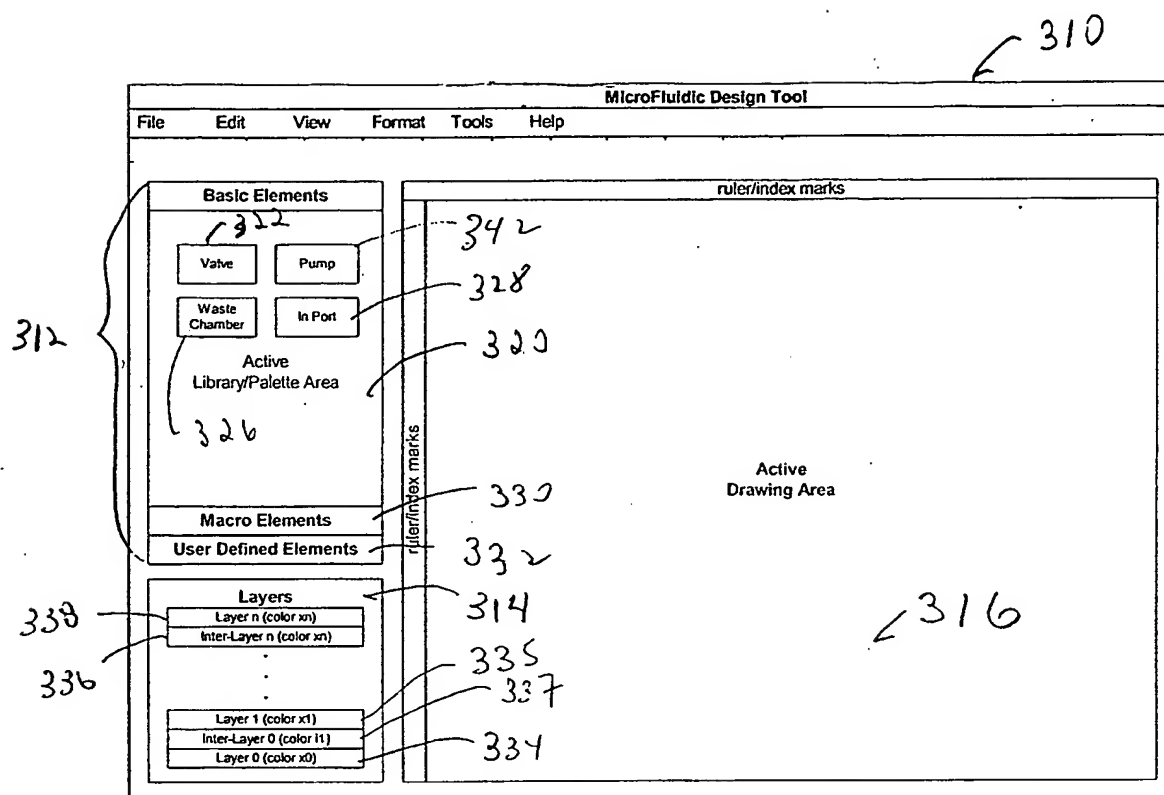 310
MicroFluidic Design Tool
File Edit View Format Tools Help
Basic Elements
ruler/index marks
322
342
Valve
Pump
328
Waste
Chamber
In Port
312
320
Active
Library/Palette Area
326
ruler/index marks
Active
Drawing Area
330
Macro Elements
User Defined Elements
332
Layers
314
316
338
Layer n (color xn)
Inter-Layer n (color xn)
336
335
337
Layer 1 (color x1)
Inter-Layer 0 (color i1)
334
Layer 0 (color x0)